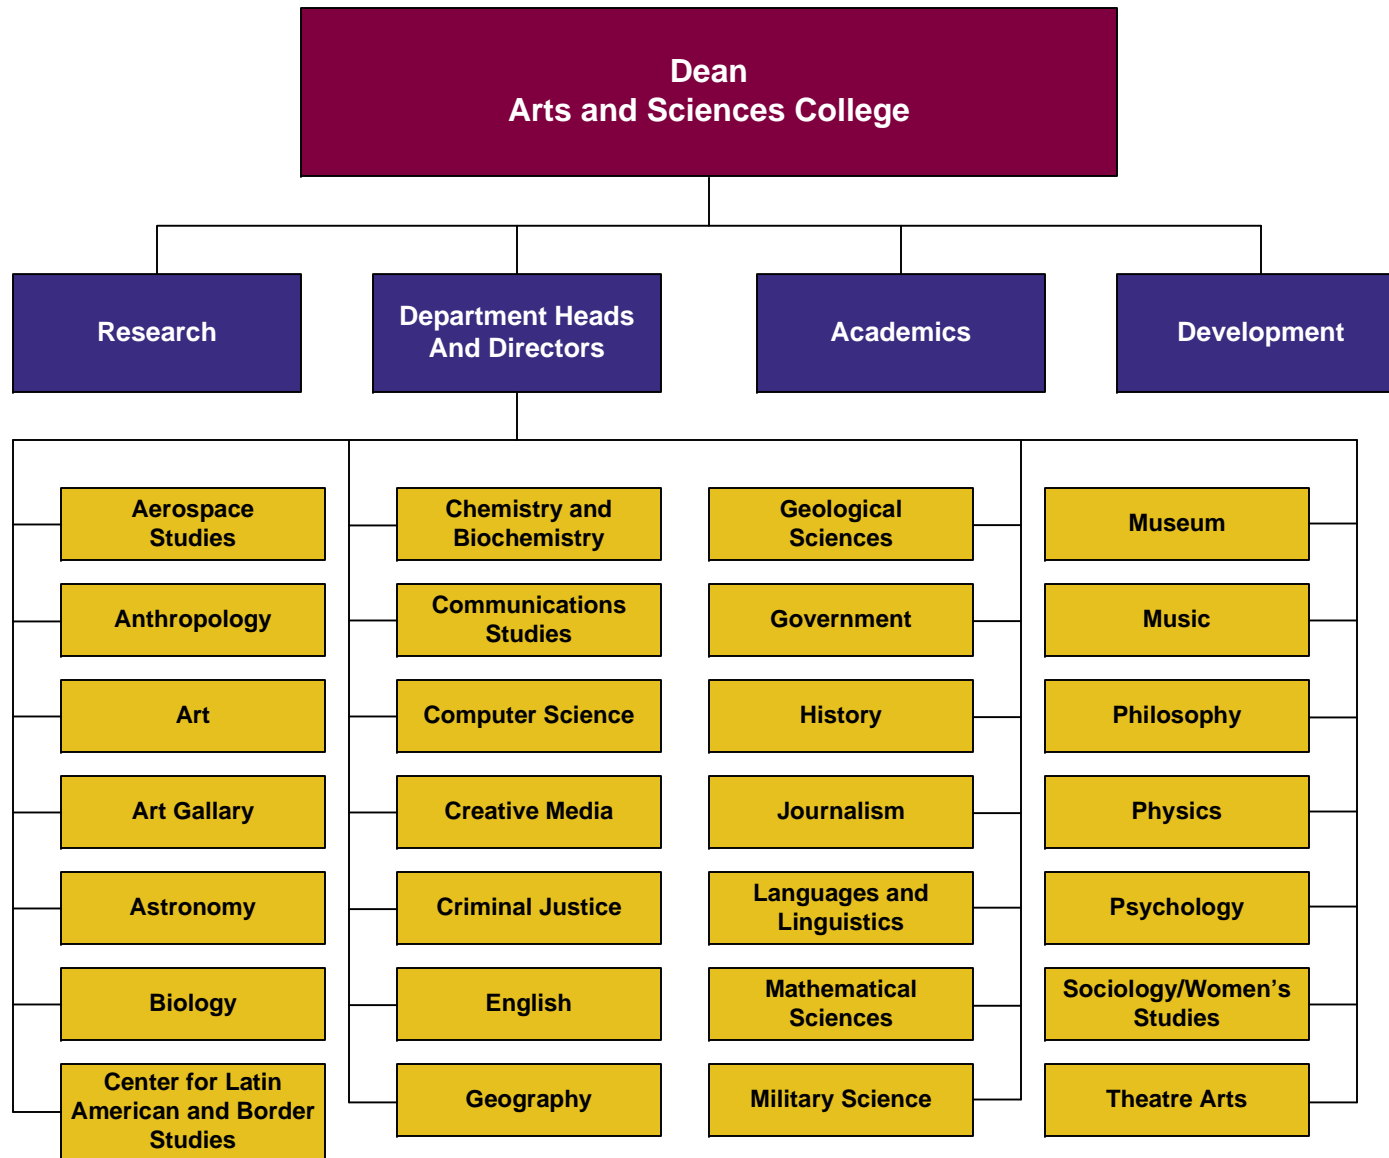 Dean
Arts and Sciences College
Research
Department Heads
And Directors
Academics
Development
Aerospace
Studies
Anthropology
Art
Art Gallary
Astronomy
Biology
Center for Latin
American and Border
Studies
Chemistry and
Biochemistry
Communications
Studies
Computer Science
Creative Media
Criminal Justice
English
Geography
Geological
Sciences
Government
History
Journalism
Languages and
Linguistics
Mathematical
Sciences
Military Science
Museum
Music
Philosophy
Physics
Psychology
Sociology/Women’s
Studies
Theatre Arts